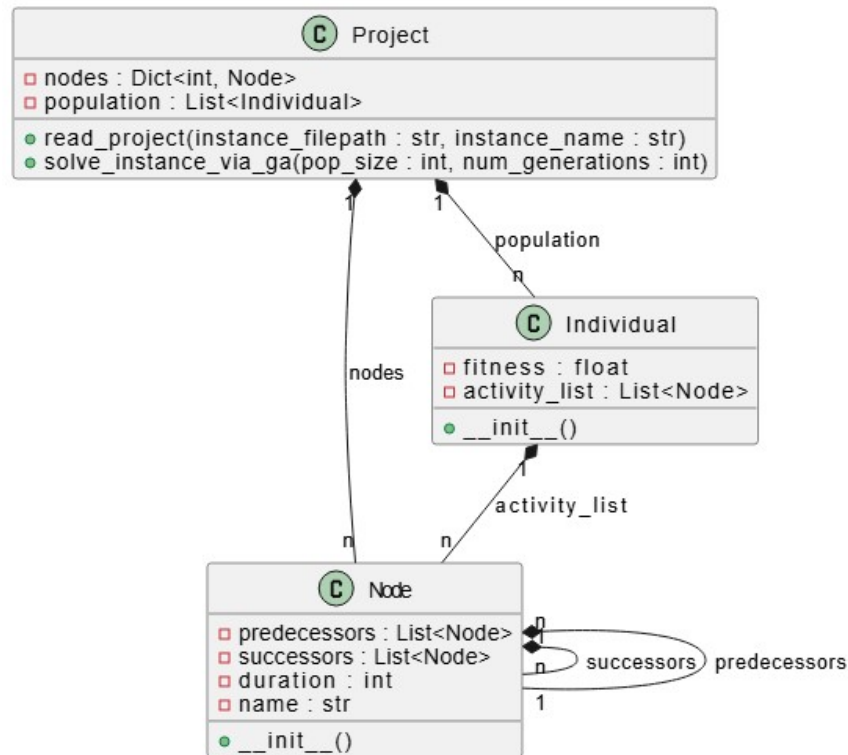 C Project
nodes : Dict<int, Node>
population : List<Individual>
read_project(instance_filepath : str, instance_name : str)
solve_instance_via_ga(pop_size : int, num_generations : int)
1
1
population
n
C Individual
fitness : float
activity_list : List<Node>
__init__()
nodes
1
activity_list
n
n
C Node
predecessors : List<Node>
successors : List<Node>
duration : int
name : str
__init__()
n
1
n
successors
predecessors
1